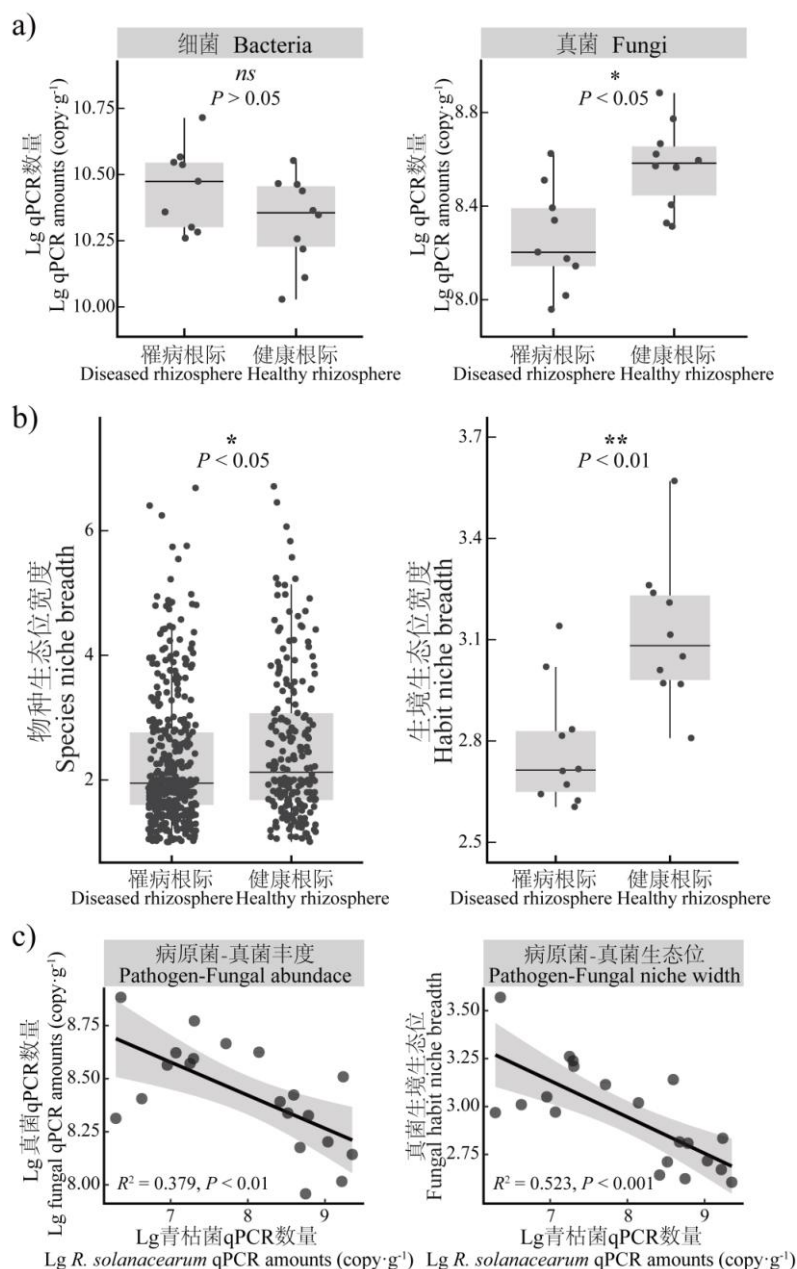 a)
细菌 Bacteria
ns
P > 0.05
Lg qPCR数量
Lg qPCR amounts (copy·g⁻¹)
10.75
10.50
10.25
10.00
罹病根际
Diseased rhizosphere
健康根际
Healthy rhizosphere
真菌 Fungi
*
P < 0.05
Lg qPCR数量
Lg qPCR amounts (copy·g⁻¹)
8.8
8.4
8.0
罹病根际
Diseased rhizosphere
健康根际
Healthy rhizosphere
b)
*
P < 0.05
物种生态位宽度
Species niche breadth
6
4
2
罹病根际
Diseased rhizosphere
健康根际
Healthy rhizosphere
**
P < 0.01
生境生态位宽度
Habit niche breadth
3.7
3.4
3.1
2.8
2.5
罹病根际
Diseased rhizosphere
健康根际
Healthy rhizosphere
c)
病原菌-真菌丰度
Pathogen-Fungal abundace
Lg真菌qPCR数量
Lg fungal qPCR amounts (copy·g⁻¹)
8.75
8.50
8.25
8.00
R² = 0.379, P < 0.01
7 8 9
Lg青枯菌qPCR数量
Lg R. solanacearum qPCR amounts (copy·g⁻¹)
病原菌-真菌生态位
Pathogen-Fungal niche width
真菌生境生态位
Fungal habit niche breadth
3.50
3.25
3.00
2.75
R² = 0.523, P < 0.001
7 8 9
Lg青枯菌qPCR数量
Lg R. solanacearum qPCR amounts (copy·g⁻¹)